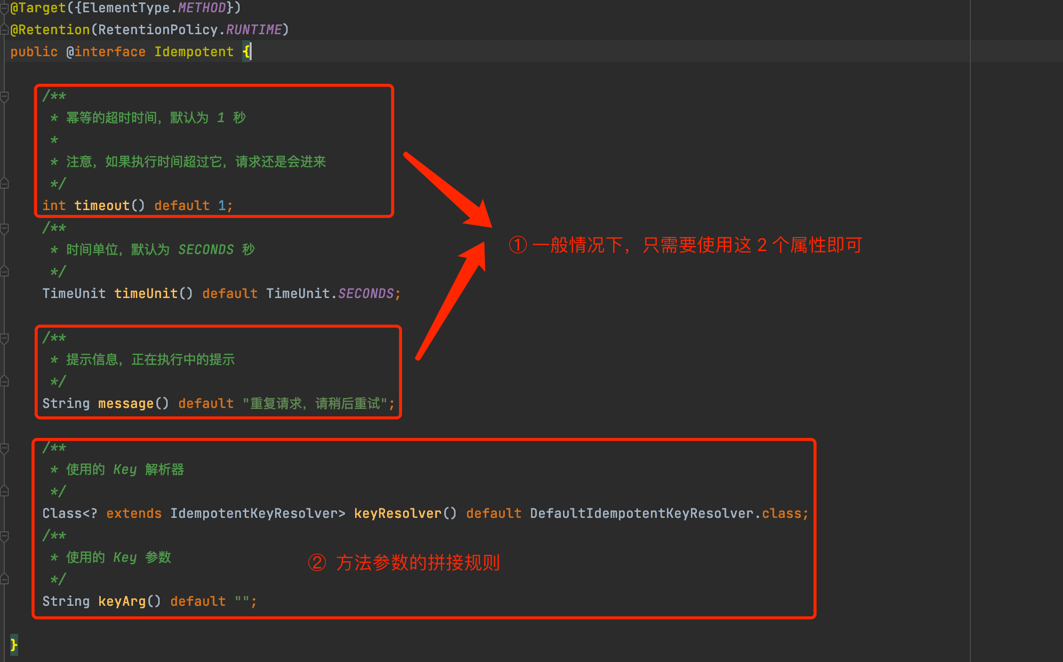 @Target({ElementType.METHOD})
@Retention(RetentionPolicy.RUNTIME)
public @interface Idempotent {
/**
* 幂等的超时时间，默认为 1 秒
*
* 注意，如果执行时间超过它，请求还是会进来
*/
int timeout() default 1;
/**
* 时间单位，默认为 SECONDS 秒
*/
① 一般情况下，只需要使用这 2 个属性即可
TimeUnit timeUnit() default TimeUnit.SECONDS;
/**
* 提示信息，正在执行中的提示
*/
String message() default "重复请求，请稍后重试";
/**
* 使用的 Key 解析器
*/
Class<? extends IdempotentKeyResolver> keyResolver() default DefaultIdempotentKeyResolver.class;
/**
* 使用的 Key 参数
② 方法参数的拼接规则
*/
String keyArg() default "";
}